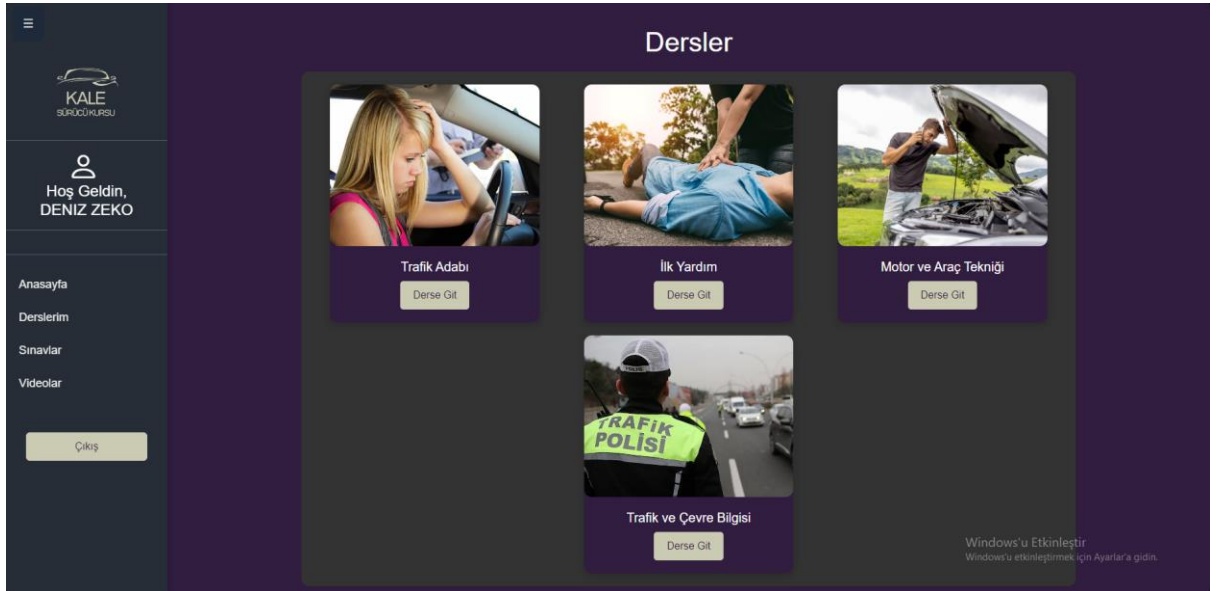 ☰
KALE
SÜRÜCÜ KURSU
Hoş Geldin,
DENIZ ZEKO
Anasayfa
Derslerim
Sınavlar
Videolar
Çıkış
Dersler
Trafik Adabı
Derse Git
İlk Yardım
Derse Git
Motor ve Araç Tekniği
Derse Git
TRAFİK
POLİSİ
Trafik ve Çevre Bilgisi
Derse Git
Windows'u Etkinleştir
Windows'u etkinleştirmek için Ayarlar'a gidin.